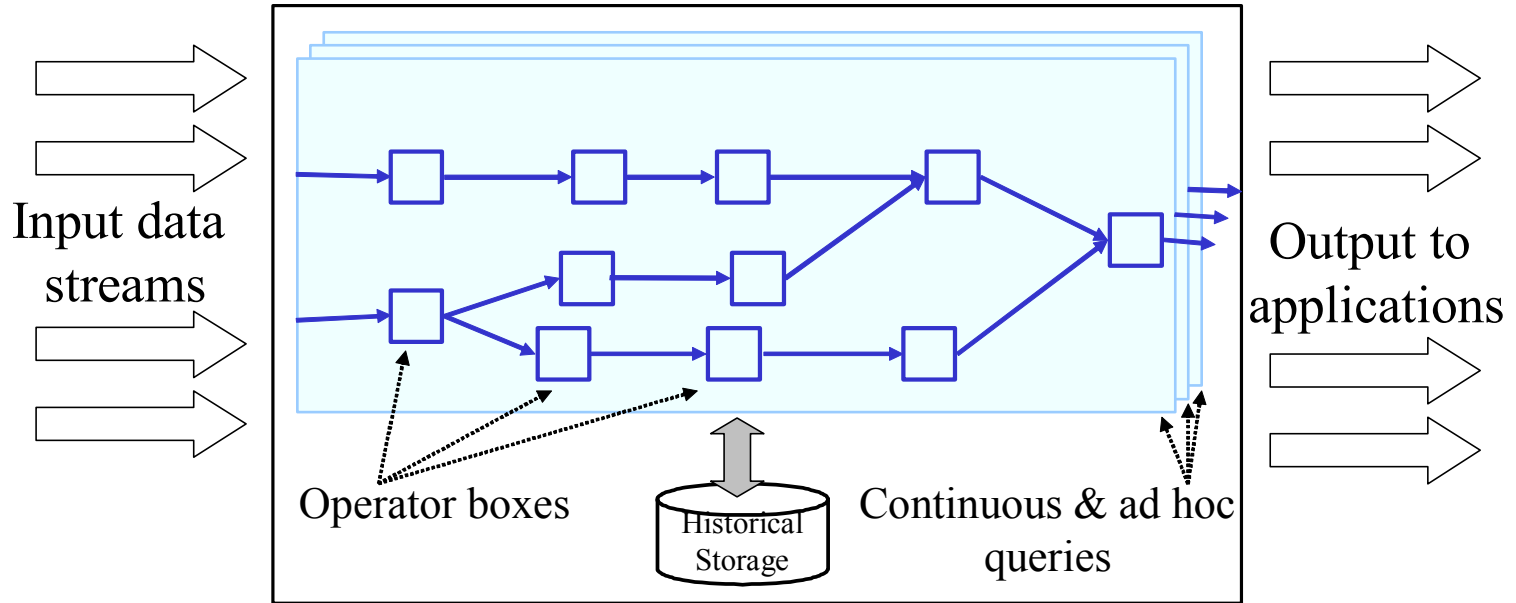 Input data
streams
Output to
applications
Operator boxes
Historical
Storage
Continuous & ad hoc
queries